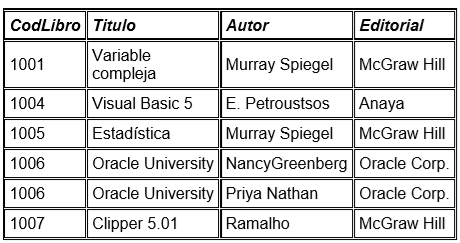 CodLibro Titulo Autor Editorial
1001 Variable compleja Murray Spiegel McGraw Hill
1004 Visual Basic 5 E. Petroustsos Anaya
1005 Estadística Murray Spiegel McGraw Hill
1006 Oracle University NancyGreenberg Oracle Corp.
1006 Oracle University Priya Nathan Oracle Corp.
1007 Clipper 5.01 Ramalho McGraw Hill